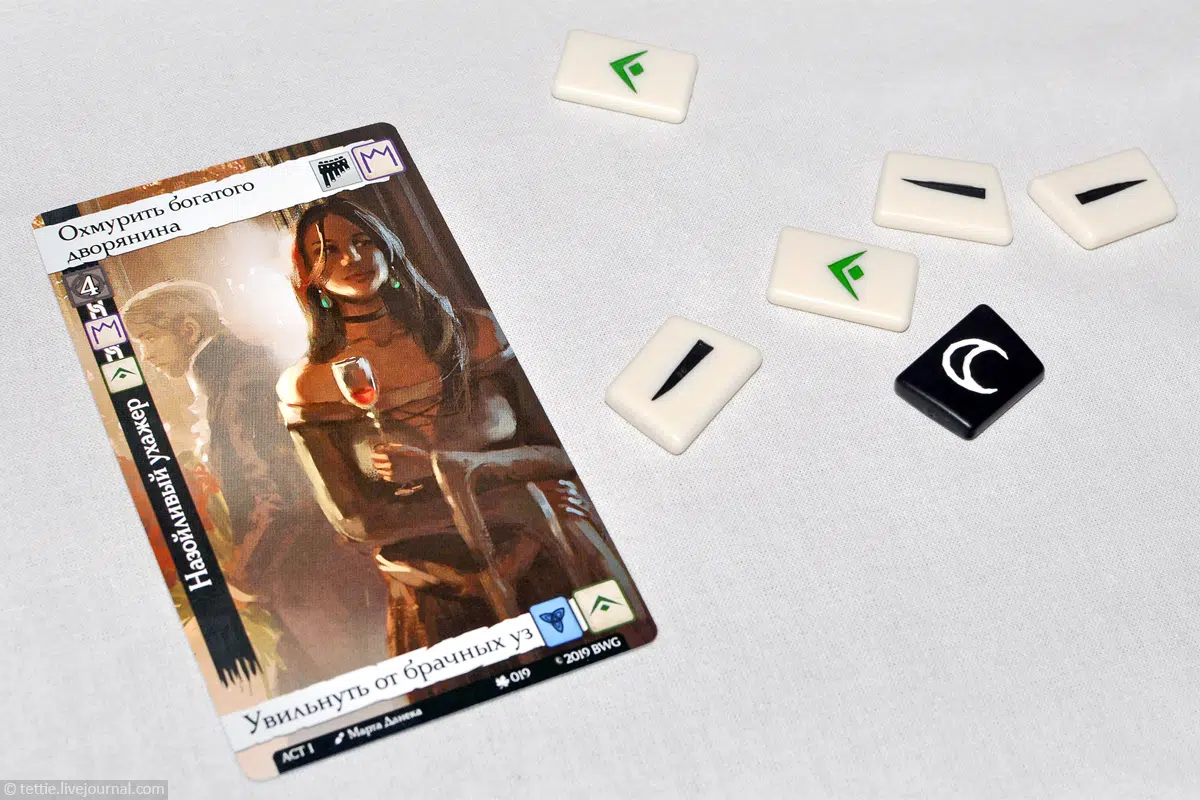 Охмурить богатого
дворянина
4
Назойливый ухажер
Увильнуть от брачных уз
ACT I
Марта Данека
019
© 2019 BWG
© tettie.livejournal.com